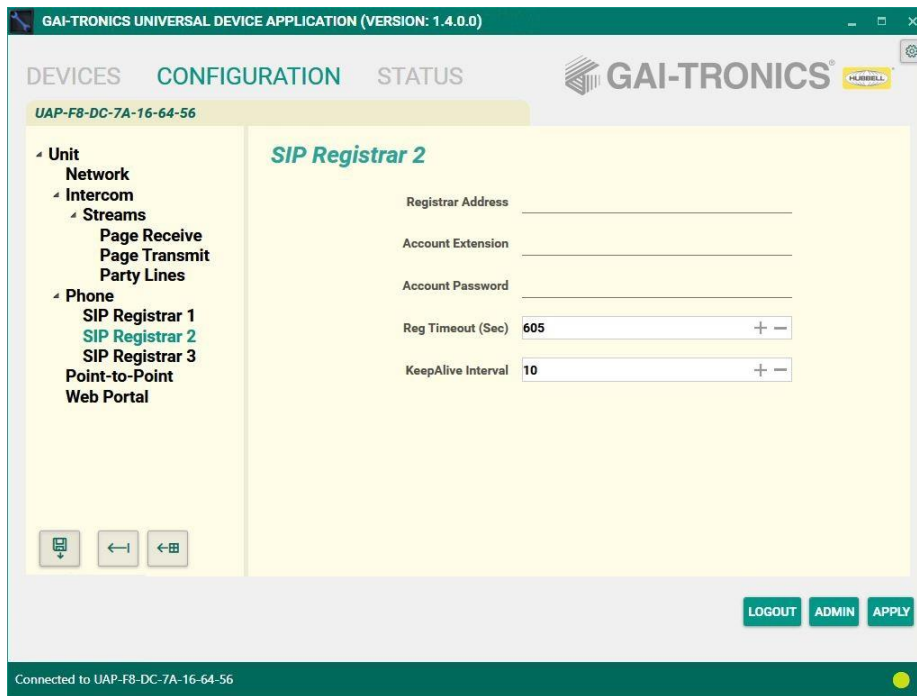 GAI-TRONICS UNIVERSAL DEVICE APPLICATION (VERSION: 1.4.0.0)
DEVICES CONFIGURATION STATUS
GAI-TRONICS®
HUBBELL
UAP-F8-DC-7A-16-64-56
Unit
Network
Intercom
Streams
Page Receive
Page Transmit
Party Lines
Phone
SIP Registrar 1
SIP Registrar 2
SIP Registrar 3
Point-to-Point
Web Portal
SIP Registrar 2
Registrar Address
Account Extension
Account Password
Reg Timeout (Sec) 605
KeepAlive Interval 10
LOGOUT ADMIN APPLY
Connected to UAP-F8-DC-7A-16-64-56